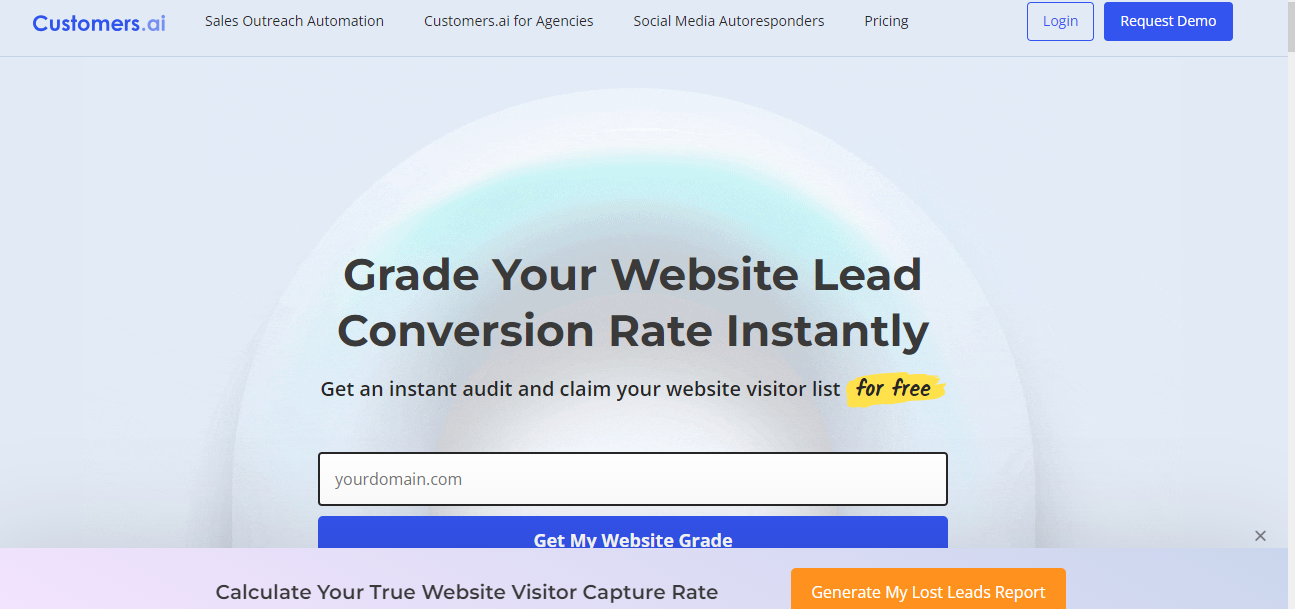 Customers.ai
Sales Outreach Automation
Customers.ai for Agencies
Social Media Autoresponders
Pricing
Login
Request Demo
Grade Your Website Lead
Conversion Rate Instantly
Get an instant audit and claim your website visitor list for free
yourdomain.com
Get My Website Grade
×
Calculate Your True Website Visitor Capture Rate
Generate My Lost Leads Report